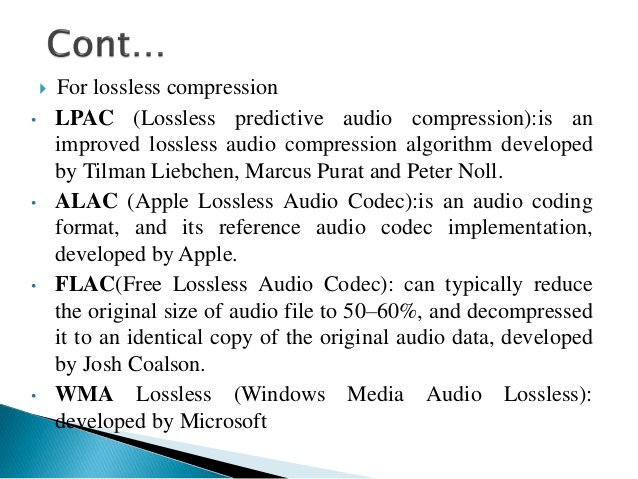 Cont...
For lossless compression
LPAC (Lossless predictive audio compression):is an
improved lossless audio compression algorithm developed
by Tilman Liebchen, Marcus Purat and Peter Noll.
ALAC (Apple Lossless Audio Codec):is an audio coding
format, and its reference audio codec implementation,
developed by Apple.
FLAC(Free Lossless Audio Codec): can typically reduce
the original size of audio file to 50–60%, and decompressed
it to an identical copy of the original audio data, developed
by Josh Coalson.
WMA Lossless (Windows Media Audio Lossless):
developed by Microsoft